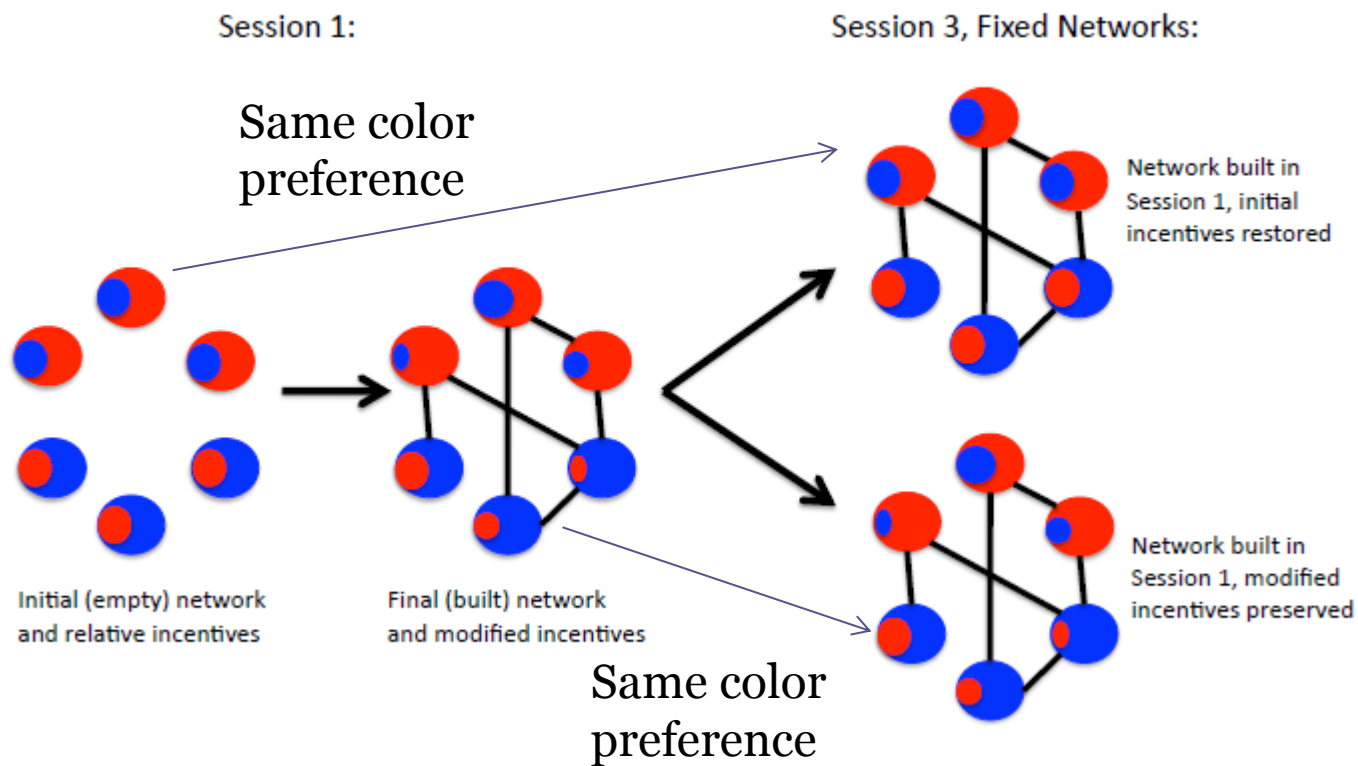 Session 1:
Session 3, Fixed Networks:
Same color
preference
Network built in
Session 1, initial
incentives restored
Initial (empty) network
and relative incentives
Final (built) network
and modified incentives
Network built in
Session 1, modified
incentives preserved
Same color
preference